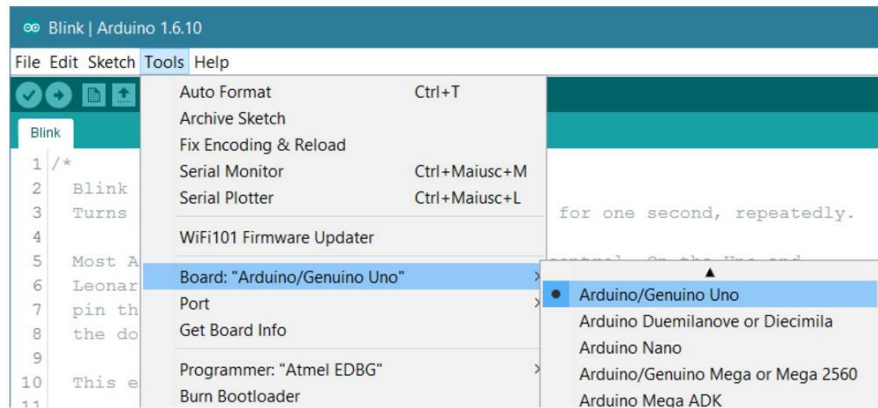 Blink | Arduino 1.6.10
File Edit Sketch Tools Help
Blink
Auto Format Ctrl+T
Archive Sketch
Fix Encoding & Reload
Serial Monitor Ctrl+Maiusc+M
Serial Plotter Ctrl+Maiusc+L
WiFi101 Firmware Updater
Board: "Arduino/Genuino Uno"
Port
Get Board Info
Programmer: "Atmel EDBG"
Burn Bootloader
Arduino/Genuino Uno
Arduino Duemilanove or Diecimila
Arduino Nano
Arduino/Genuino Mega or Mega 2560
Arduino Mega ADK
1 /*
2 Blink
3 Turns for one second, repeatedly.
4
5 Most A
6 Leonar
7 pin th
8 the do
9
10 This e
11